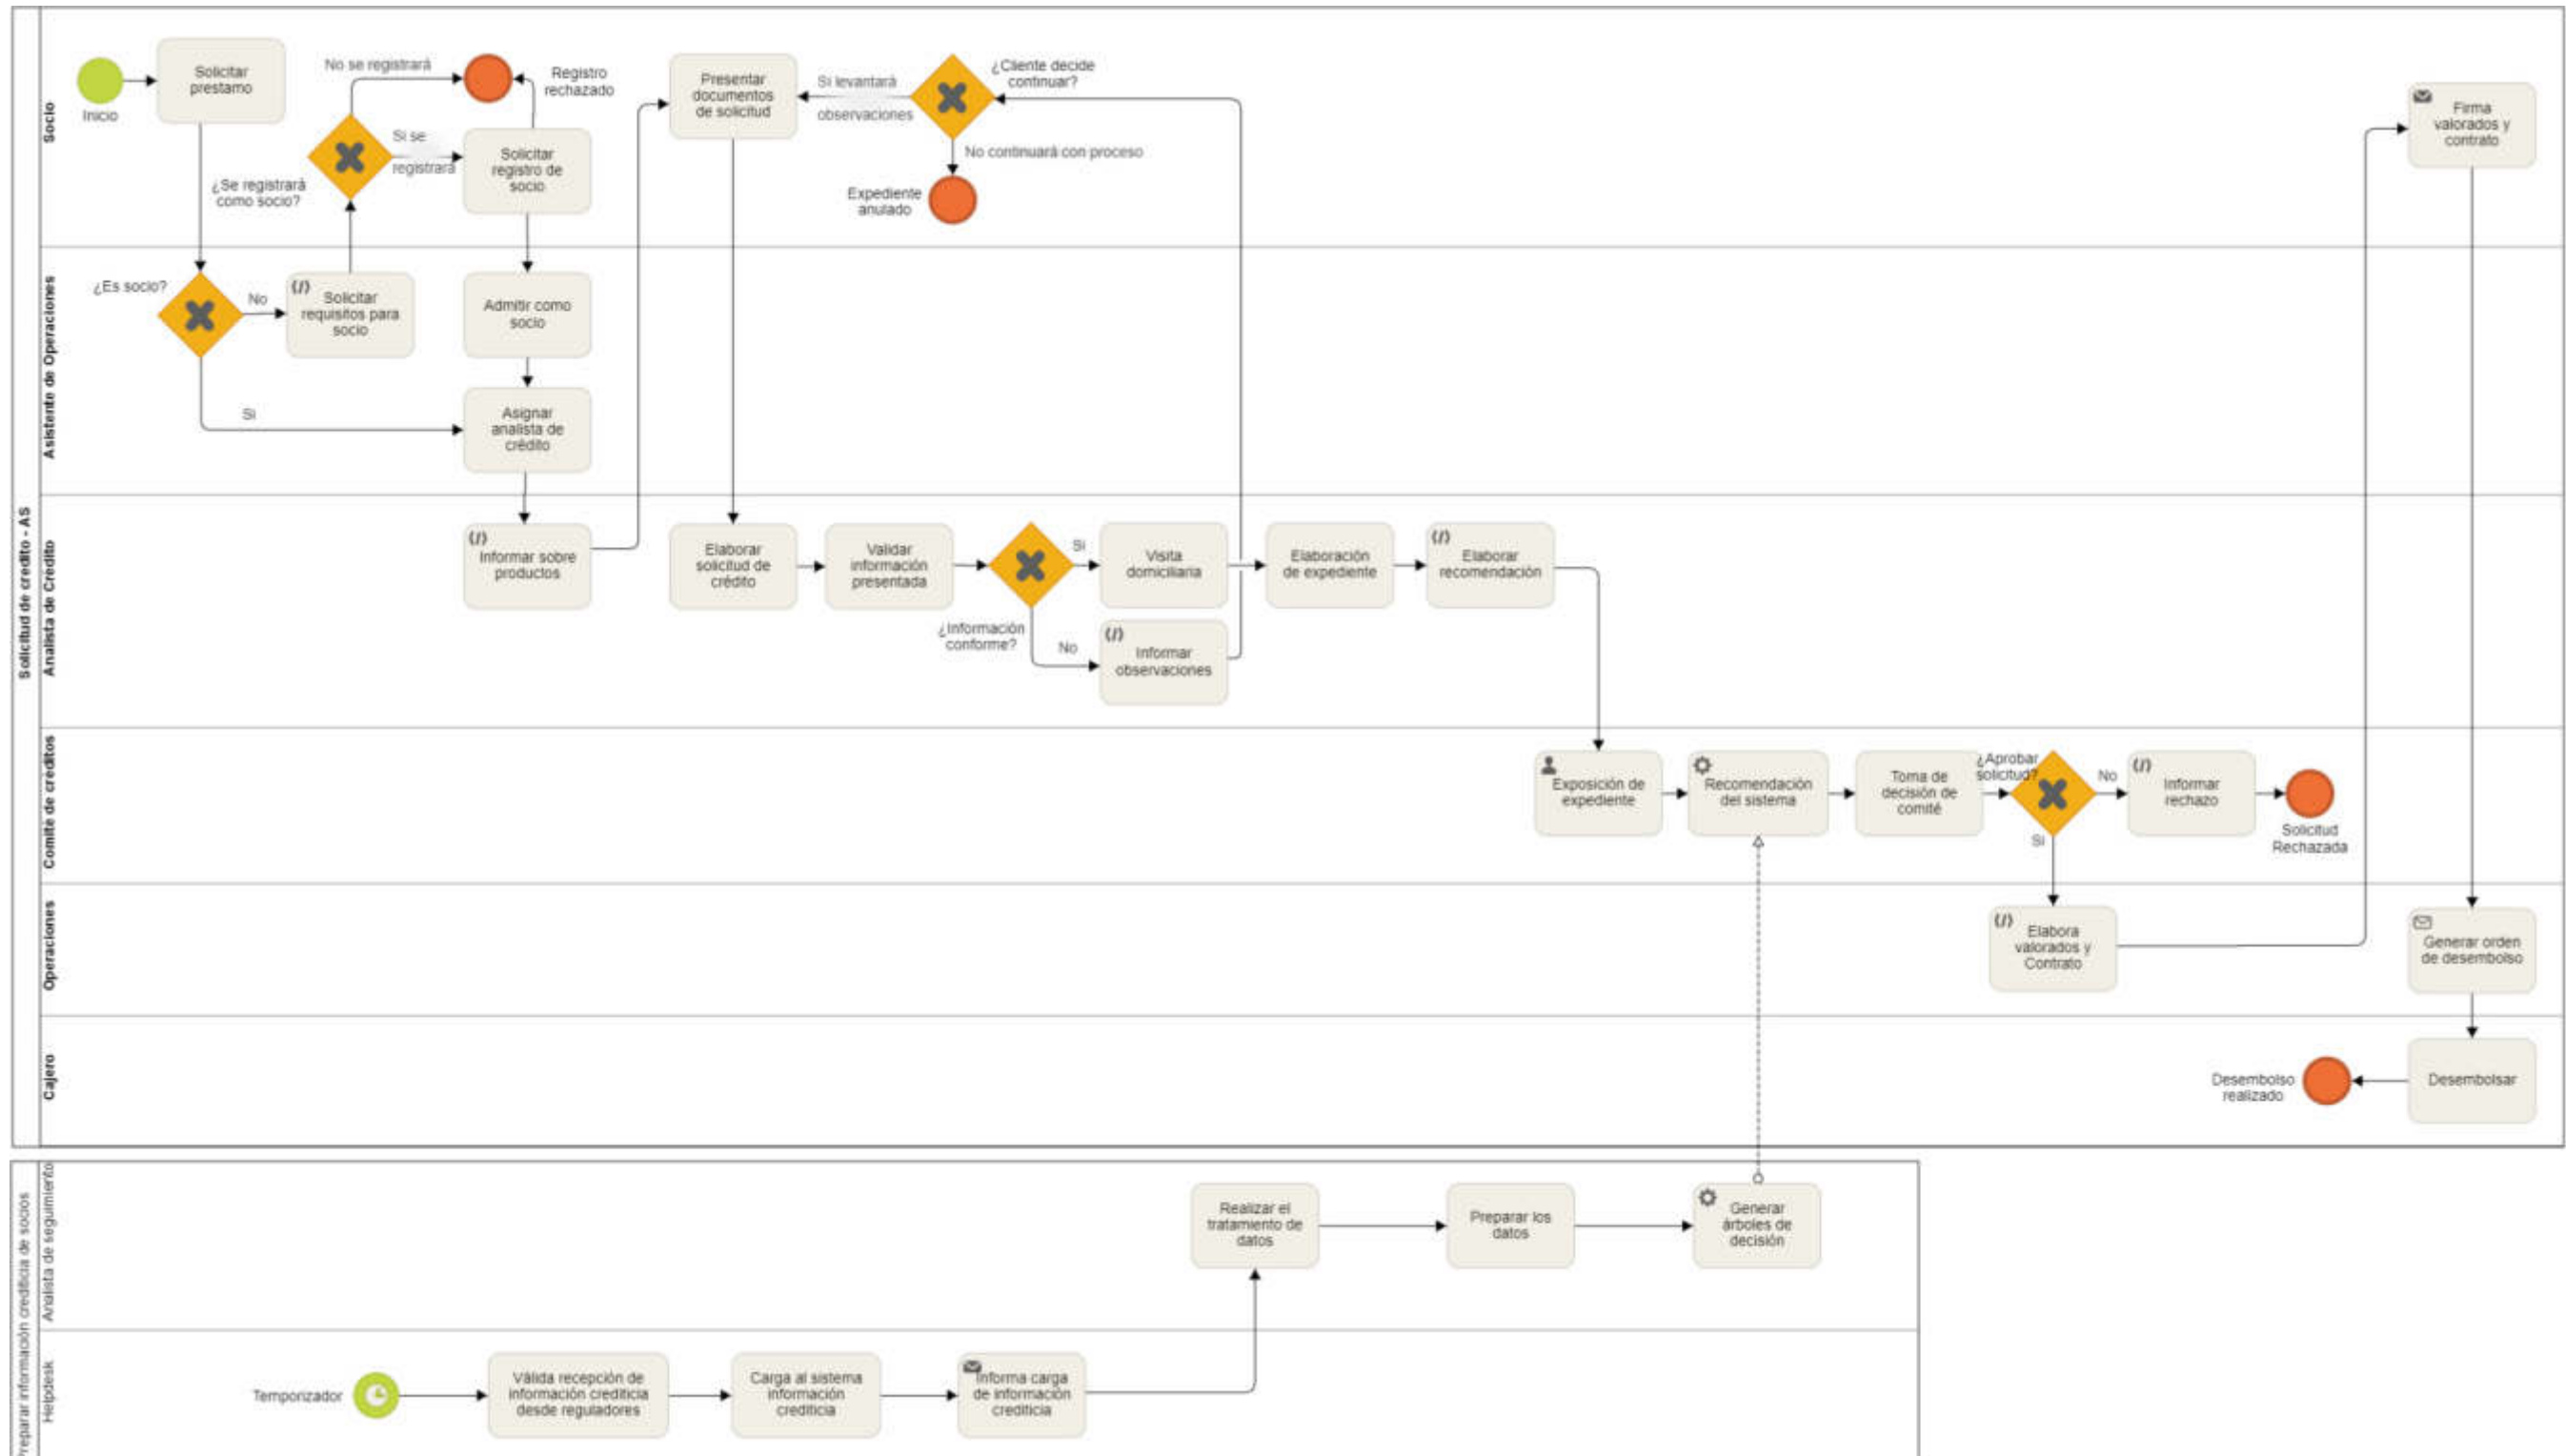 Solicitud de credito - AS
Socio
Inicio
Solicitar
prestamo
No se registrará
Registro
rechazado
Si se
registrará
¿Se registrará
como socio?
Solicitar
registro de
socio
Presentar
documentos
de solicitud
Si levantará
observaciones
¿Cliente decide
continuar?
No continuará con proceso
Expediente
anulado
Firma
valorados y
contrato
Asistente de Operaciones
¿Es socio?
No
Solicitar
requisitos para
socio
Admitir como
socio
Si
Asignar
analista de
crédito
Analista de Crédito
Informar sobre
productos
Elaborar
solicitud de
crédito
Validar
información
presentada
¿Información
conforme?
Si
No
Visita
domiciliaria
Informar
observaciones
Elaboración
de expediente
Elaborar
recomendación
Comite de créditos
Exposición de
expediente
Recomendación
del sistema
Toma de
decisión de
comité
¿Aprobar
solicitud?
No
Si
Informar
rechazo
Solicitud
Rechazada
Operaciones
Elabora
valorados y
Contrato
Generar orden
de desembolso
Cajero
Desembolso
realizado
Desembolsar
Preparar información crediticia de socios
Analista de seguimiento
Realizar el
tratamiento de
datos
Preparar los
datos
Generar
árboles de
decisión
Helpdesk
Temporizador
Válida recepción de
información crediticia
desde reguladores
Carga al sistema
información
crediticia
Informa carga
de información
crediticia